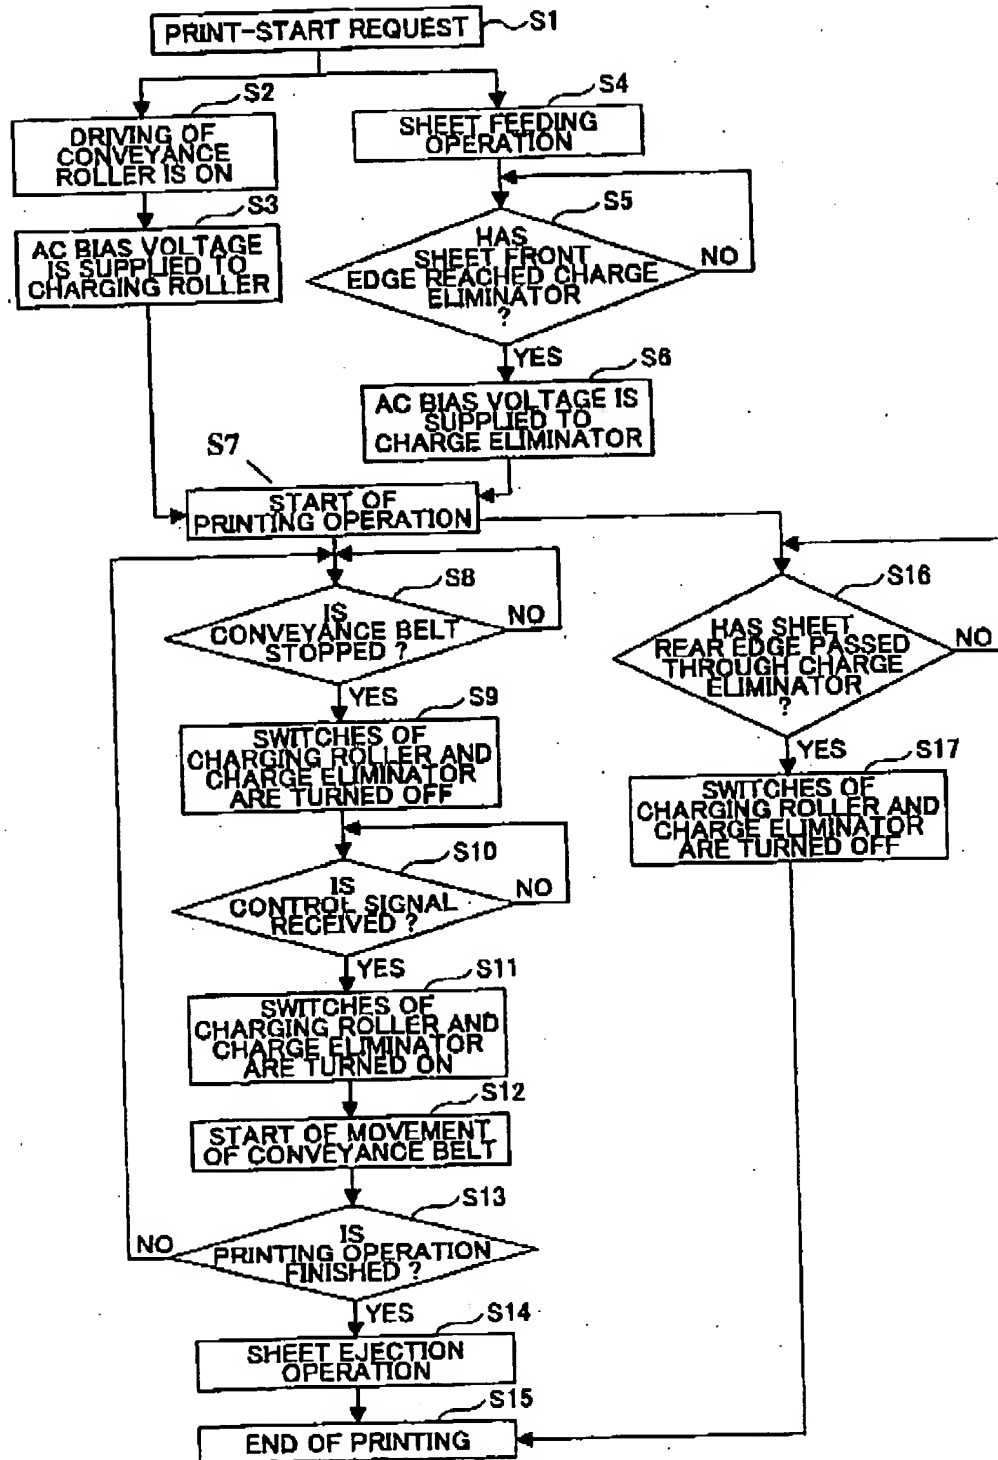 PRINT-START REQUEST
S1
S2
DRIVING OF
CONVEYANCE
ROLLER IS ON
S3
AC BIAS VOLTAGE
IS SUPPLIED TO
CHARGING ROLLER
S4
SHEET FEEDING
OPERATION
S5
HAS
SHEET FRONT
EDGE REACHED CHARGE
ELIMINATOR
?
NO
YES
S6
AC BIAS VOLTAGE IS
SUPPLIED TO
CHARGE ELIMINATOR
S7
START OF
PRINTING OPERATION
S8
IS
CONVEYANCE BELT
STOPPED ?
NO
YES
S9
SWITCHES OF
CHARGING ROLLER AND
CHARGE ELIMINATOR
ARE TURNED OFF
S10
IS
CONTROL SIGNAL
RECEIVED ?
NO
YES
S11
SWITCHES OF
CHARGING ROLLER AND
CHARGE ELIMINATOR
ARE TURNED ON
S12
START OF MOVEMENT
OF CONVEYANCE BELT
S13
IS
PRINTING OPERATION
FINISHED ?
NO
YES
S14
SHEET EJECTION
OPERATION
S15
END OF PRINTING
S16
HAS SHEET
REAR EDGE PASSED
THROUGH CHARGE
ELIMINATOR
?
NO
YES
S17
SWITCHES OF
CHARGING ROLLER AND
CHARGE ELIMINATOR
ARE TURNED OFF